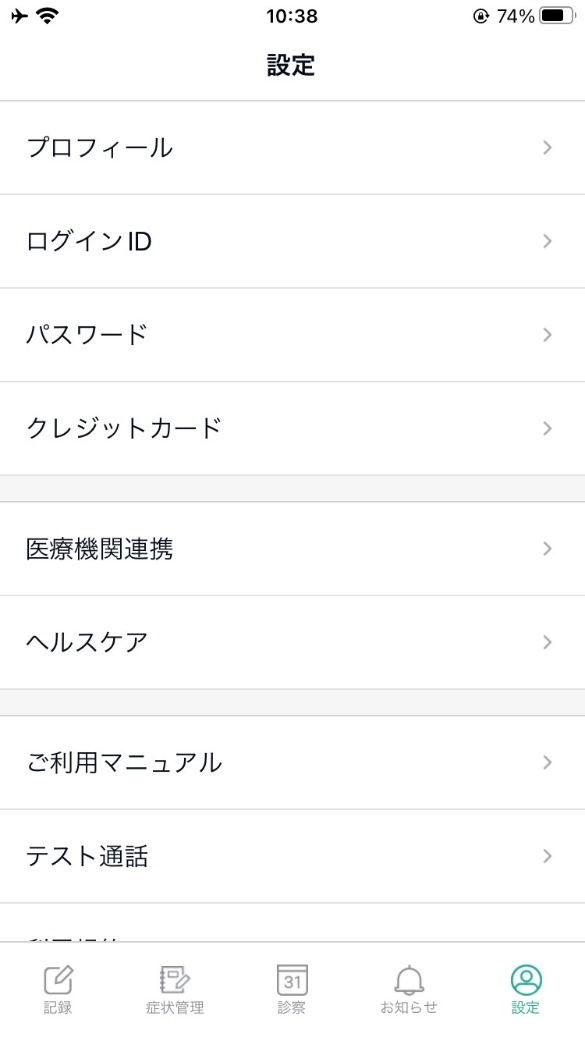 10:38
74%
設定
プロフィール
ログインID
パスワード
クレジットカード
医療機関連携
ヘルスケア
ご利用マニュアル
テスト通話
31
記録
症状管理
診察
お知らせ
設定